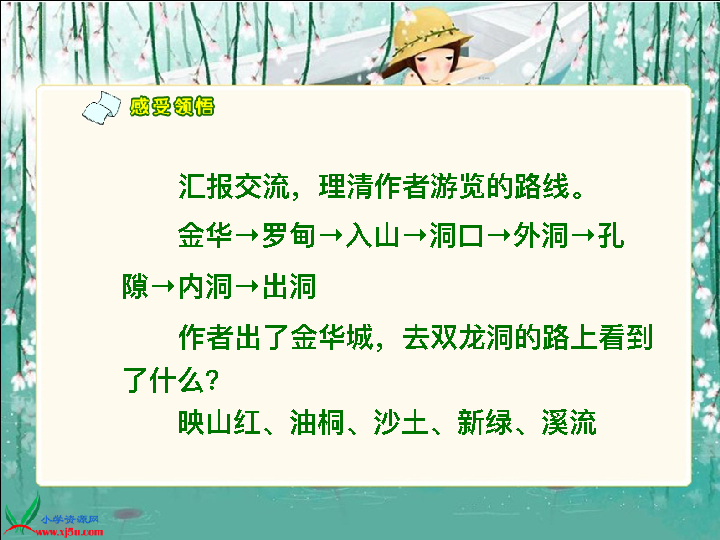 感受领悟
汇报交流，理清作者游览的路线。
金华→罗甸→入山→洞口→外洞→孔
隙→内洞→出洞
作者出了金华城，去双龙洞的路上看到
了什么？
映山红、油桐、沙土、新绿、溪流
小学资源网
www.xj5u.com